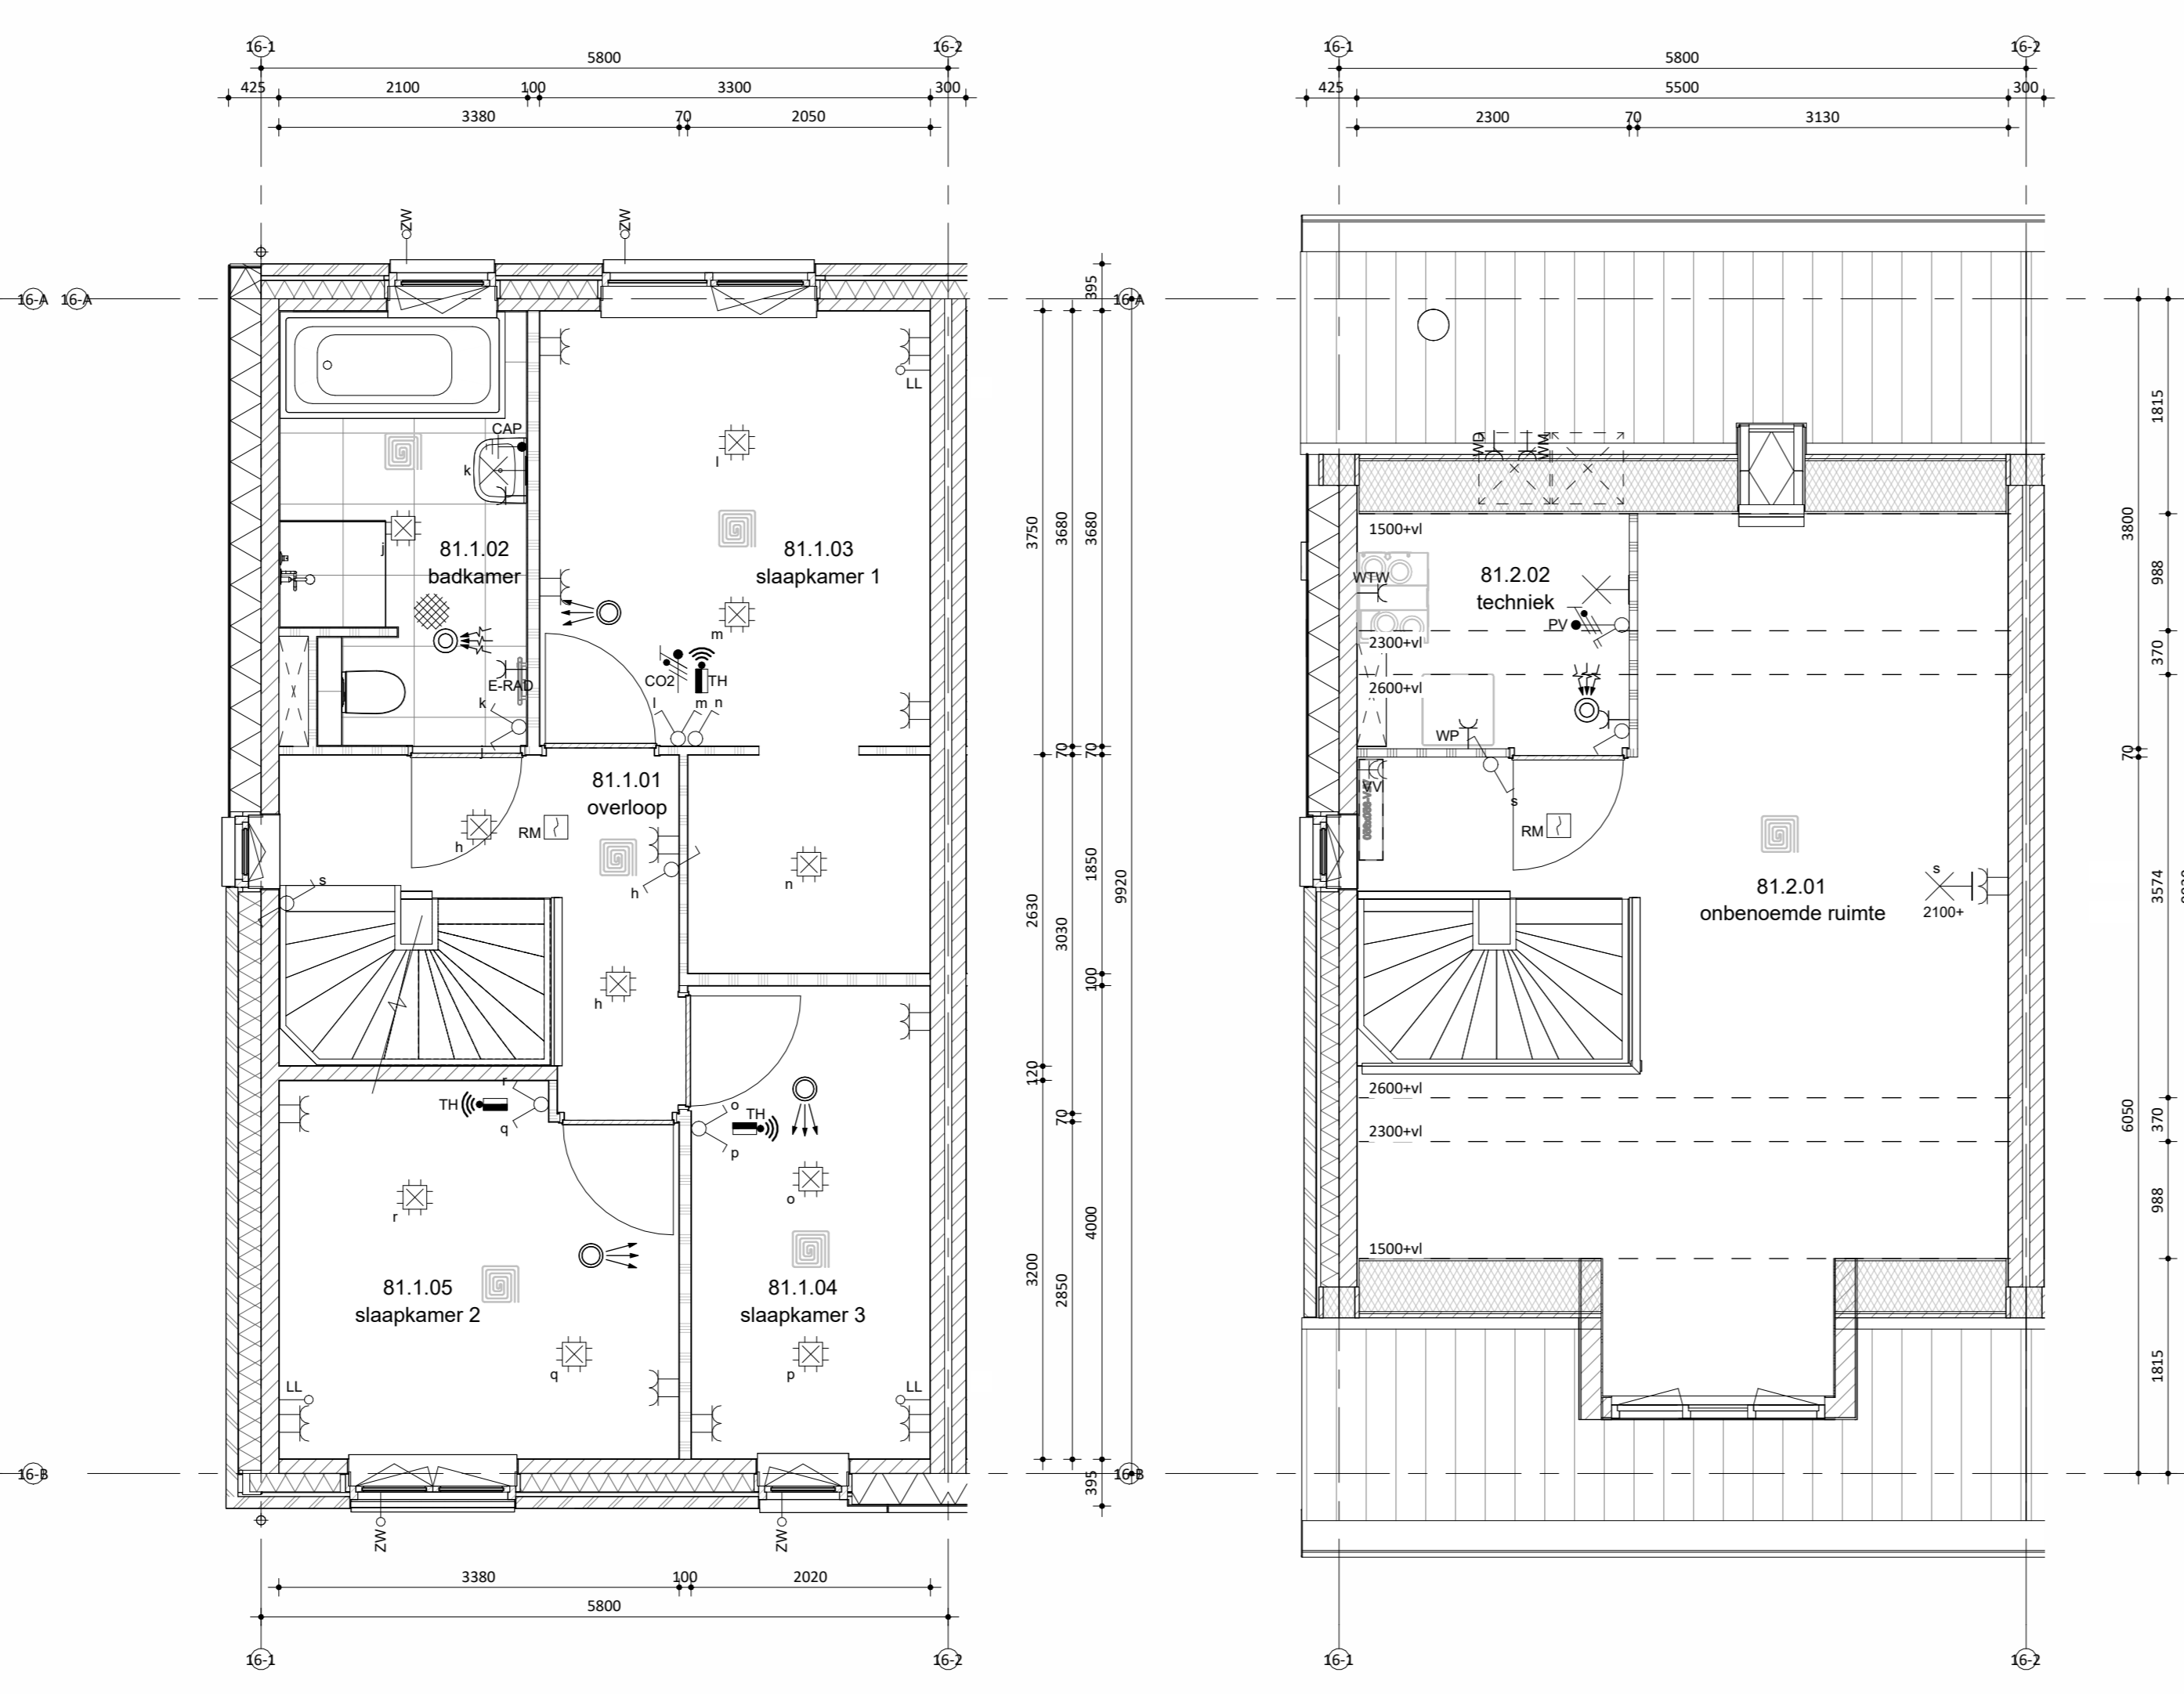 16-1
16-2
5800
425
2100
100
3300
300
3380
70
2050
ZW
ZW
16-A
16-A
16-A
395
CAP
k
LL
l
j
81.1.02
badkamer
81.1.03
slaapkamer 1
m
E-RAD
k
j
CO2
TH
l
m
n
3750
3680
3680
70
70
81.1.01
overloop
h
RM
s
h
n
h
2630
3030
1850
9920
100
120
70
TH
r
q
o
TH
p
r
o
81.1.05
slaapkamer 2
81.1.04
slaapkamer 3
q
p
LL
LL
3200
2850
4000
16-B
16-B
395
ZW
ZW
3380
100
2020
5800
16-1
16-2
16-1
16-2
5800
425
5500
300
2300
70
3130
WD
WM
1500+vl
WTW
81.2.02
techniek
PV
2300+vl
2600+vl
WP
s
RM
81.2.01
onbenoemde ruimte
s
2100+
2600+vl
2300+vl
1500+vl
1815
3800
988
370
70
3574
6050
370
988
1815
16-1
16-2